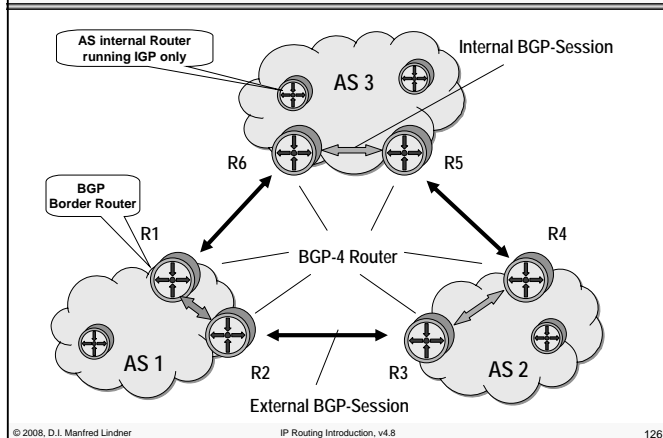 AS internal Router
running IGP only
Internal BGP-Session
AS 3
R6
R5
BGP
Border Router
R1
R4
BGP-4 Router
AS 1
R2
R3
AS 2
External BGP-Session
© 2008, D.I. Manfred Lindner
IP Routing Introduction, v4.8
126